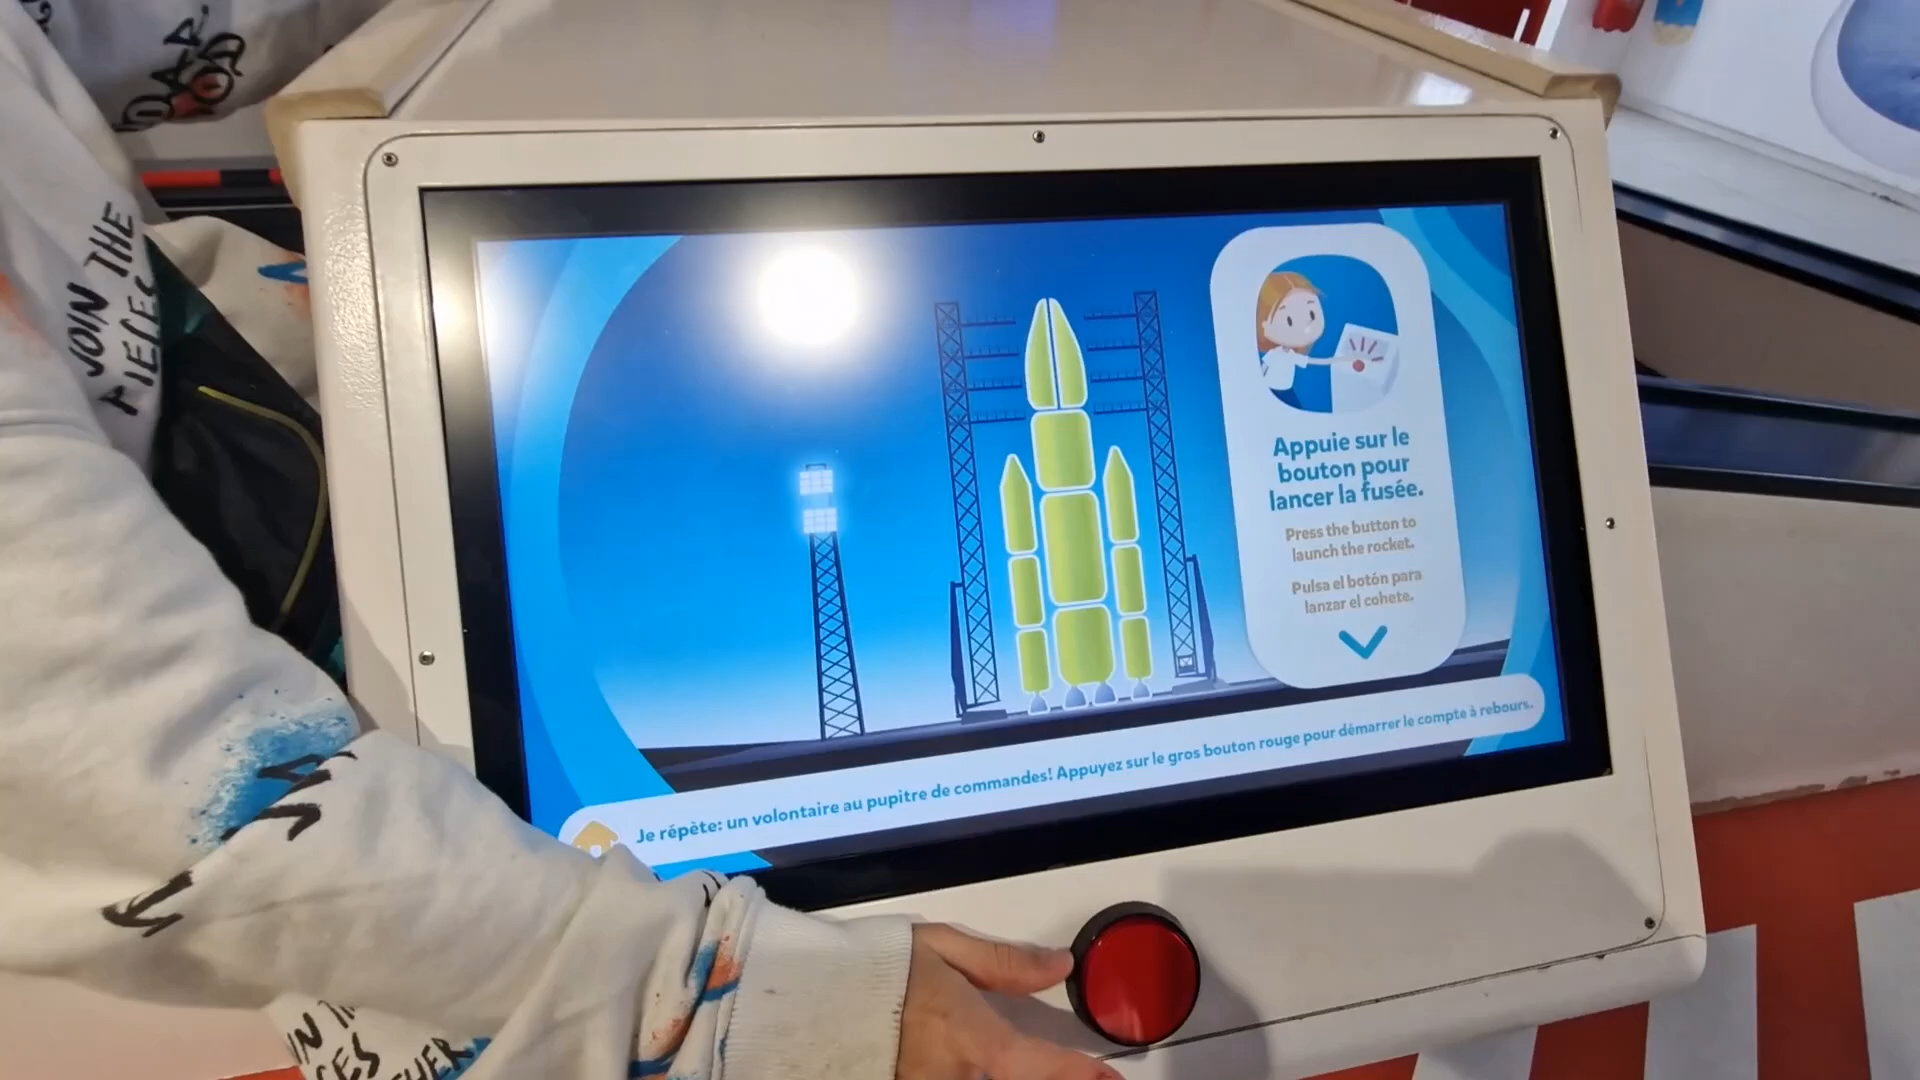 JOIN THE
PIECES
Appuie sur le
bouton pour
lancer la fusée.
Press the button to
launch the rocket.
Pulsa el botón para
lanzar el cohete.
Je répète: un volontaire au pupitre de commandes! Appuyez sur le gros bouton rouge pour démarrer le compte à rebours.